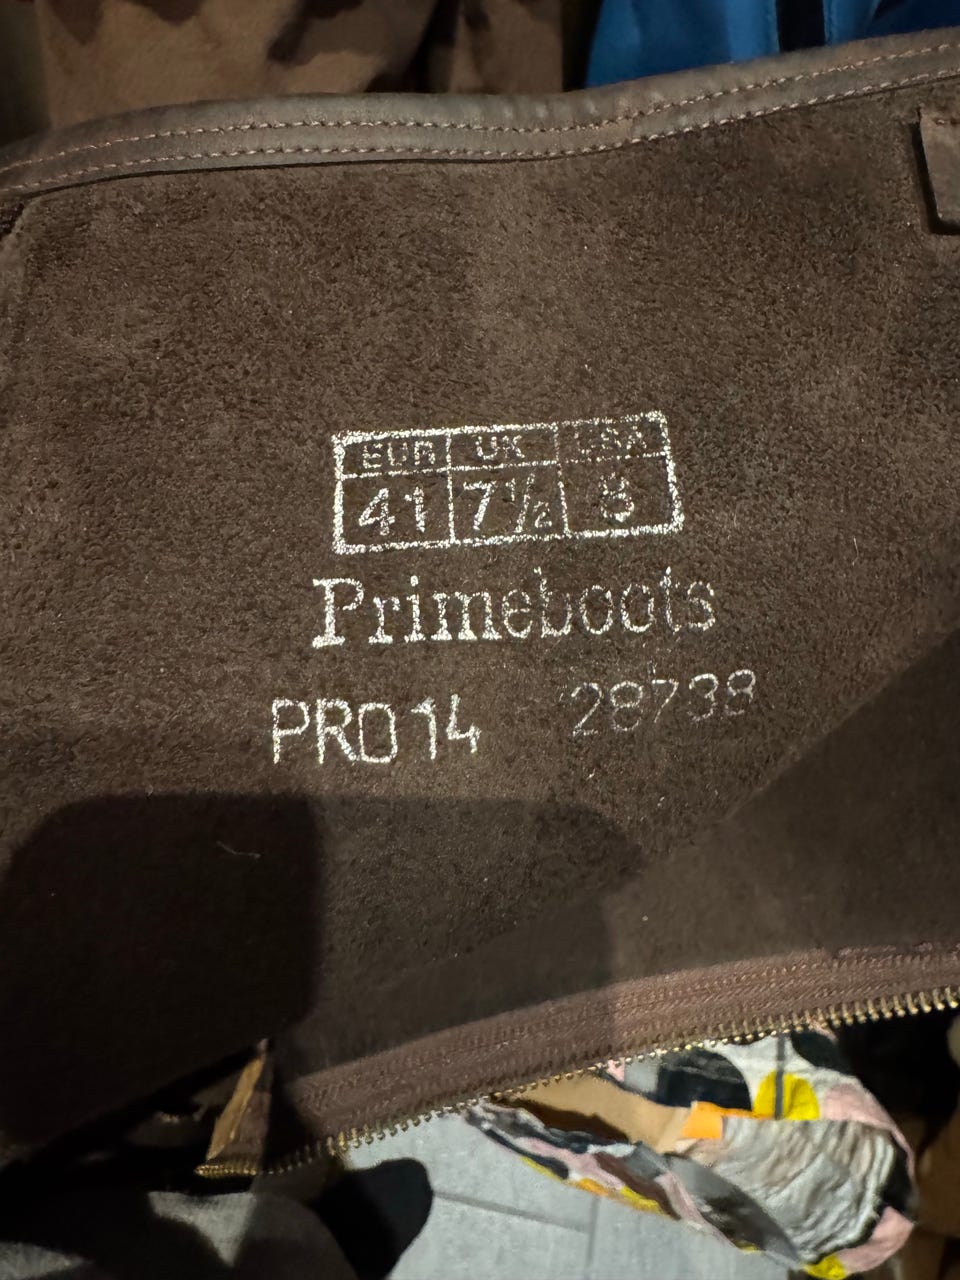 EUR UK USA
41 7½ 8
Primeboots
PRO14 28738